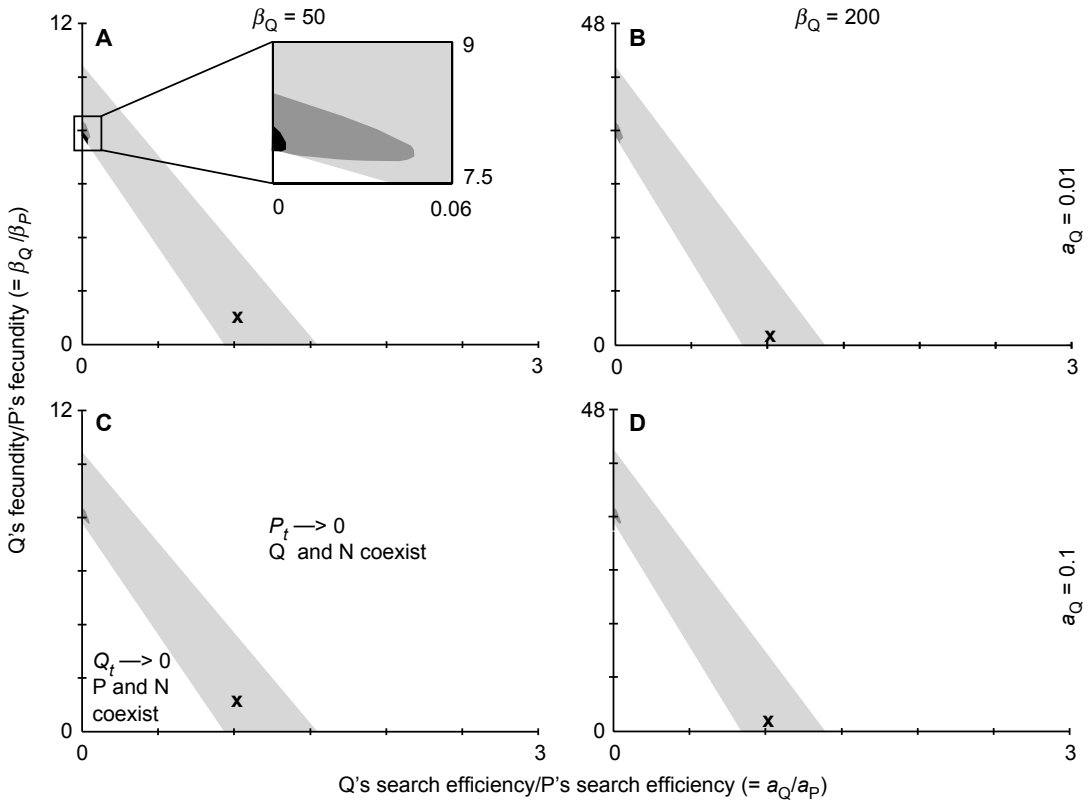 β_Q = 50
β_Q = 200
12
A
9
7.5
0
0.06
0
0
3
48
B
0
0
3
a_Q = 0.01
Q's fecundity/P's fecundity (= β_Q /β_P)
12
C
P_t —> 0
Q and N coexist
Q_t —> 0
P and N
coexist
x
0
0
3
48
D
x
0
0
3
a_Q = 0.1
x
x
Q's search efficiency/P's search efficiency (= a_Q/a_P)